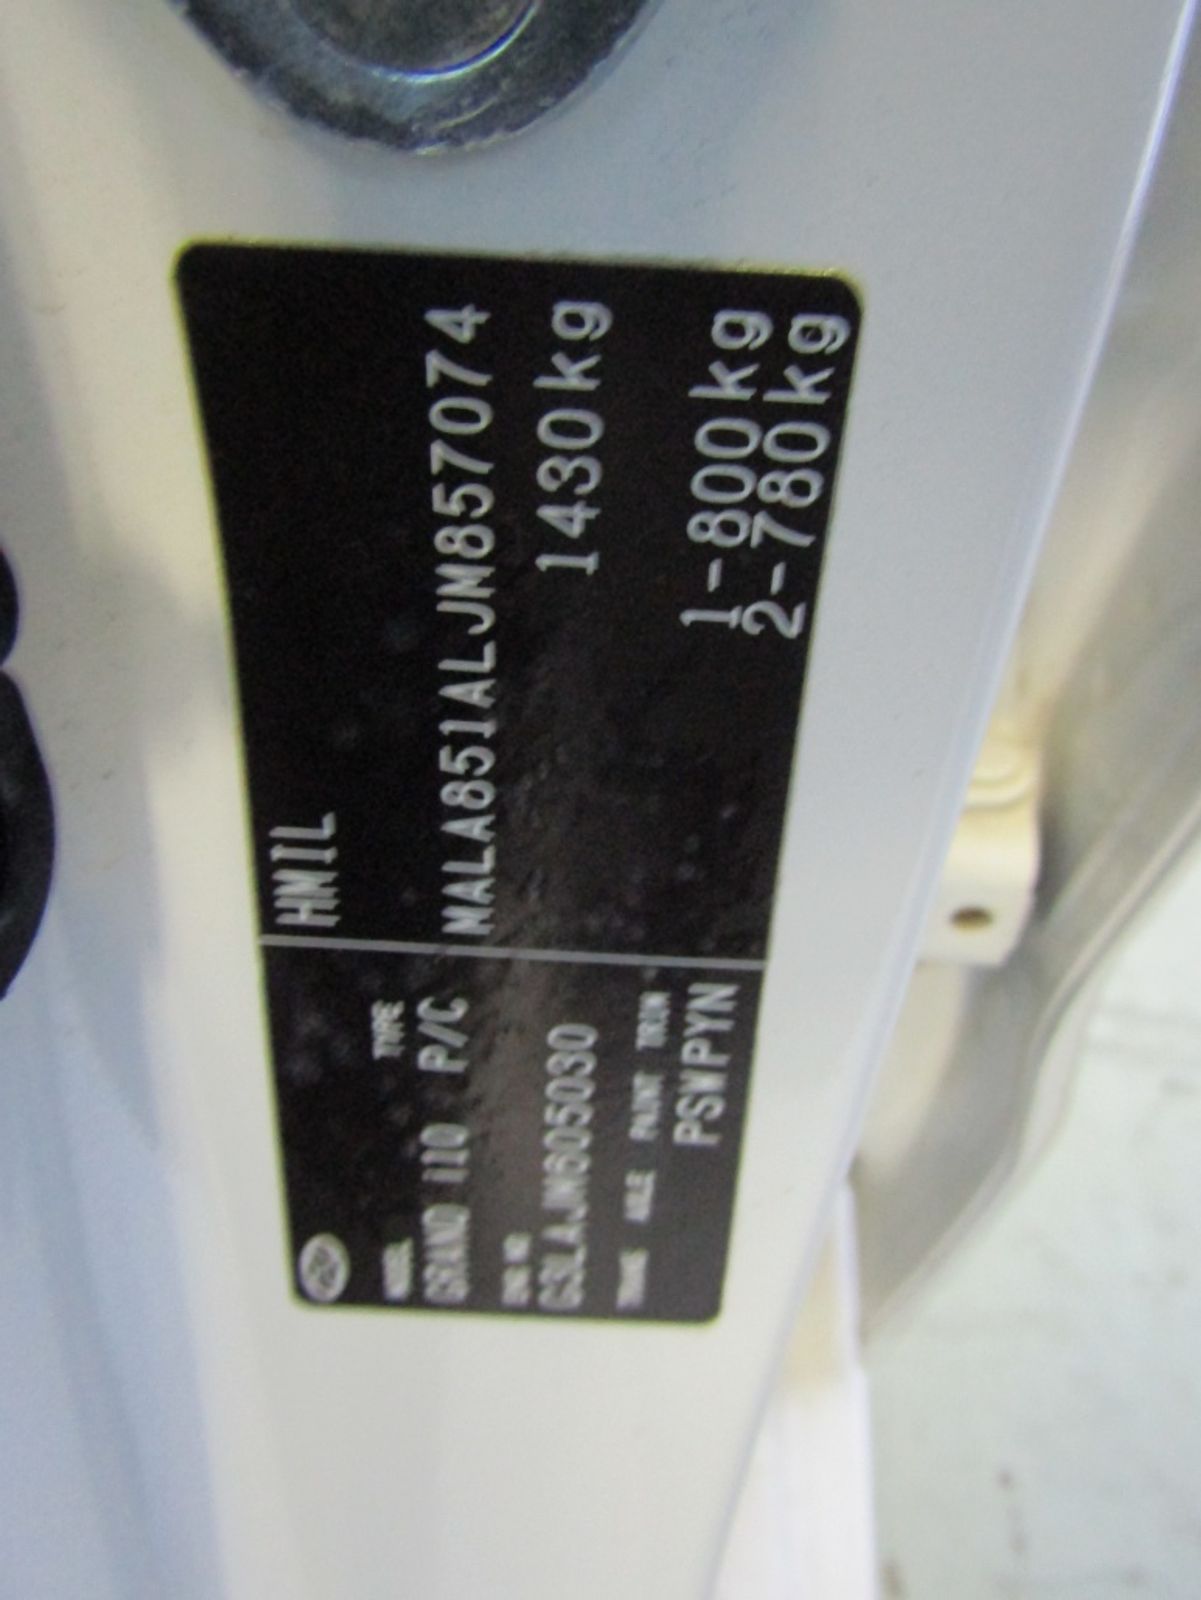 HMIL
MODEL TYPE
GRAND I10 P/C MALA851ALJM857074
ENG NO
G3LAJM605030 1430kg
TRANS AXLE PAINT TRIM
PSWPYN
1-800kg
2-780kg